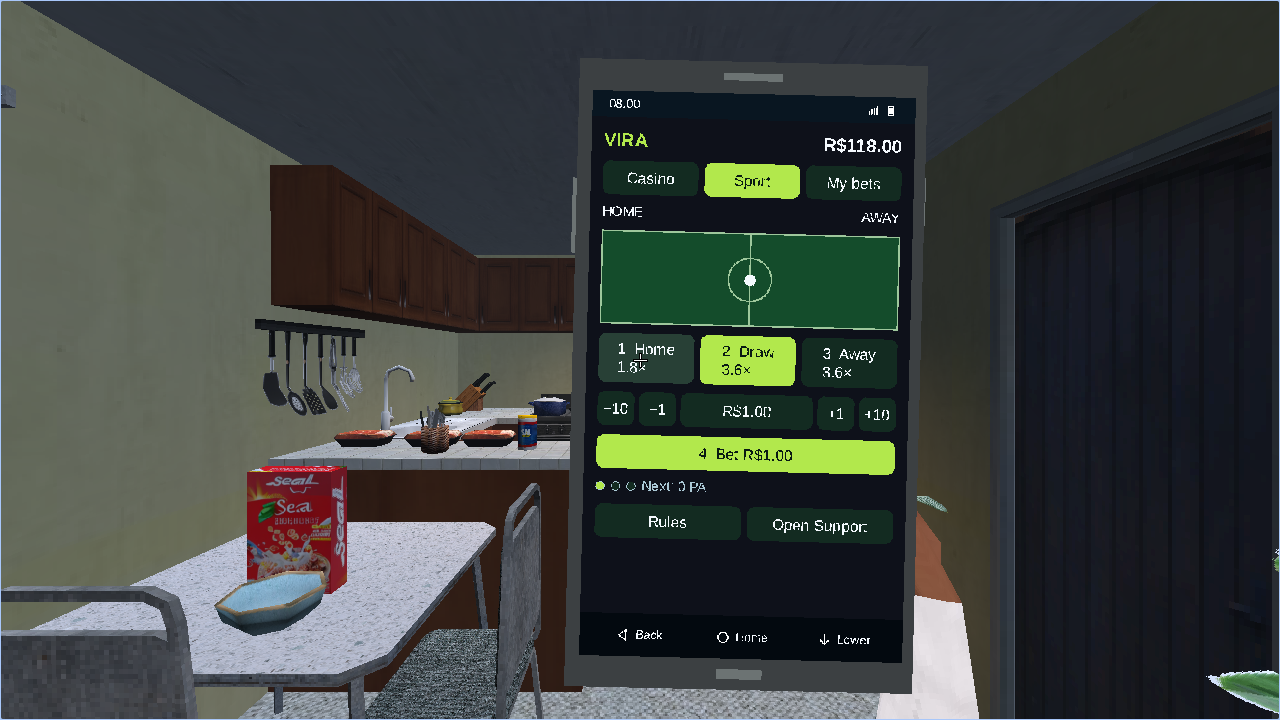 08.00
VIRA
R$118.00
Casino
Sport
My bets
HOME
AWAY
1 Home
1.8×
2 Draw
3.6×
3 Away
3.6×
−10
−1
R$1.00
+1
+10
4 Bet R$1.00
Next: 0 PA
Rules
Open Support
Back
Home
Lower
Seal
Sera
Seal